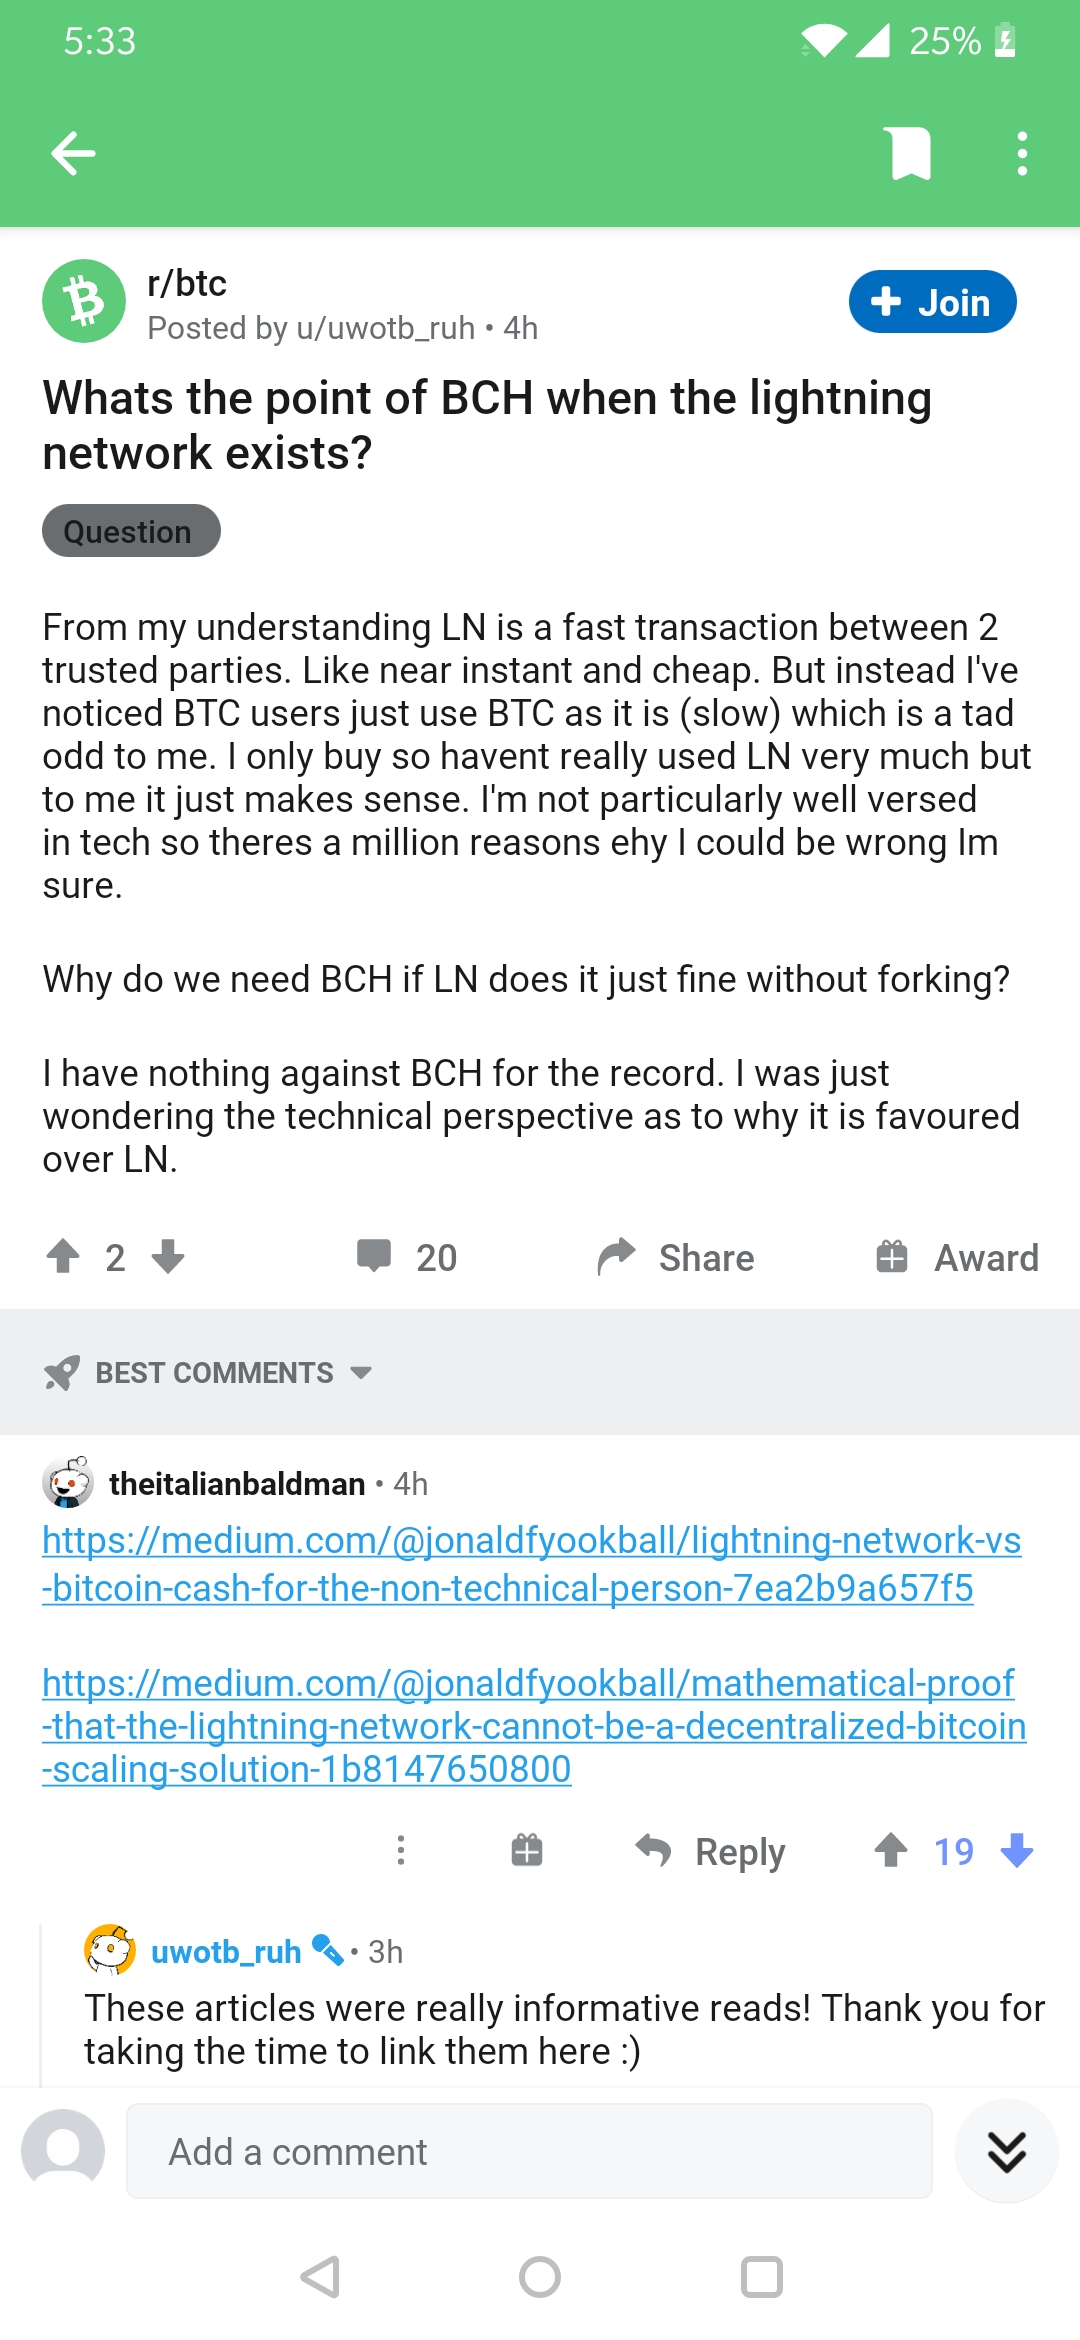 5:33
25%
r/btc
Posted by u/uwotb_ruh • 4h
Join
Whats the point of BCH when the lightning
network exists?
Question
From my understanding LN is a fast transaction between 2
trusted parties. Like near instant and cheap. But instead I've
noticed BTC users just use BTC as it is (slow) which is a tad
odd to me. I only buy so havent really used LN very much but
to me it just makes sense. I'm not particularly well versed
in tech so theres a million reasons ehy I could be wrong Im
sure.
Why do we need BCH if LN does it just fine without forking?
I have nothing against BCH for the record. I was just
wondering the technical perspective as to why it is favoured
over LN.
2
20
Share
Award
BEST COMMENTS
theitalianbaldman • 4h
https://medium.com/@jonaldfyookball/lightning-network-vs
-bitcoin-cash-for-the-non-technical-person-7ea2b9a657f5
https://medium.com/@jonaldfyookball/mathematical-proof
-that-the-lightning-network-cannot-be-a-decentralized-bitcoin
-scaling-solution-1b8147650800
Reply
19
uwotb_ruh • 3h
These articles were really informative reads! Thank you for
taking the time to link them here :)
Add a comment